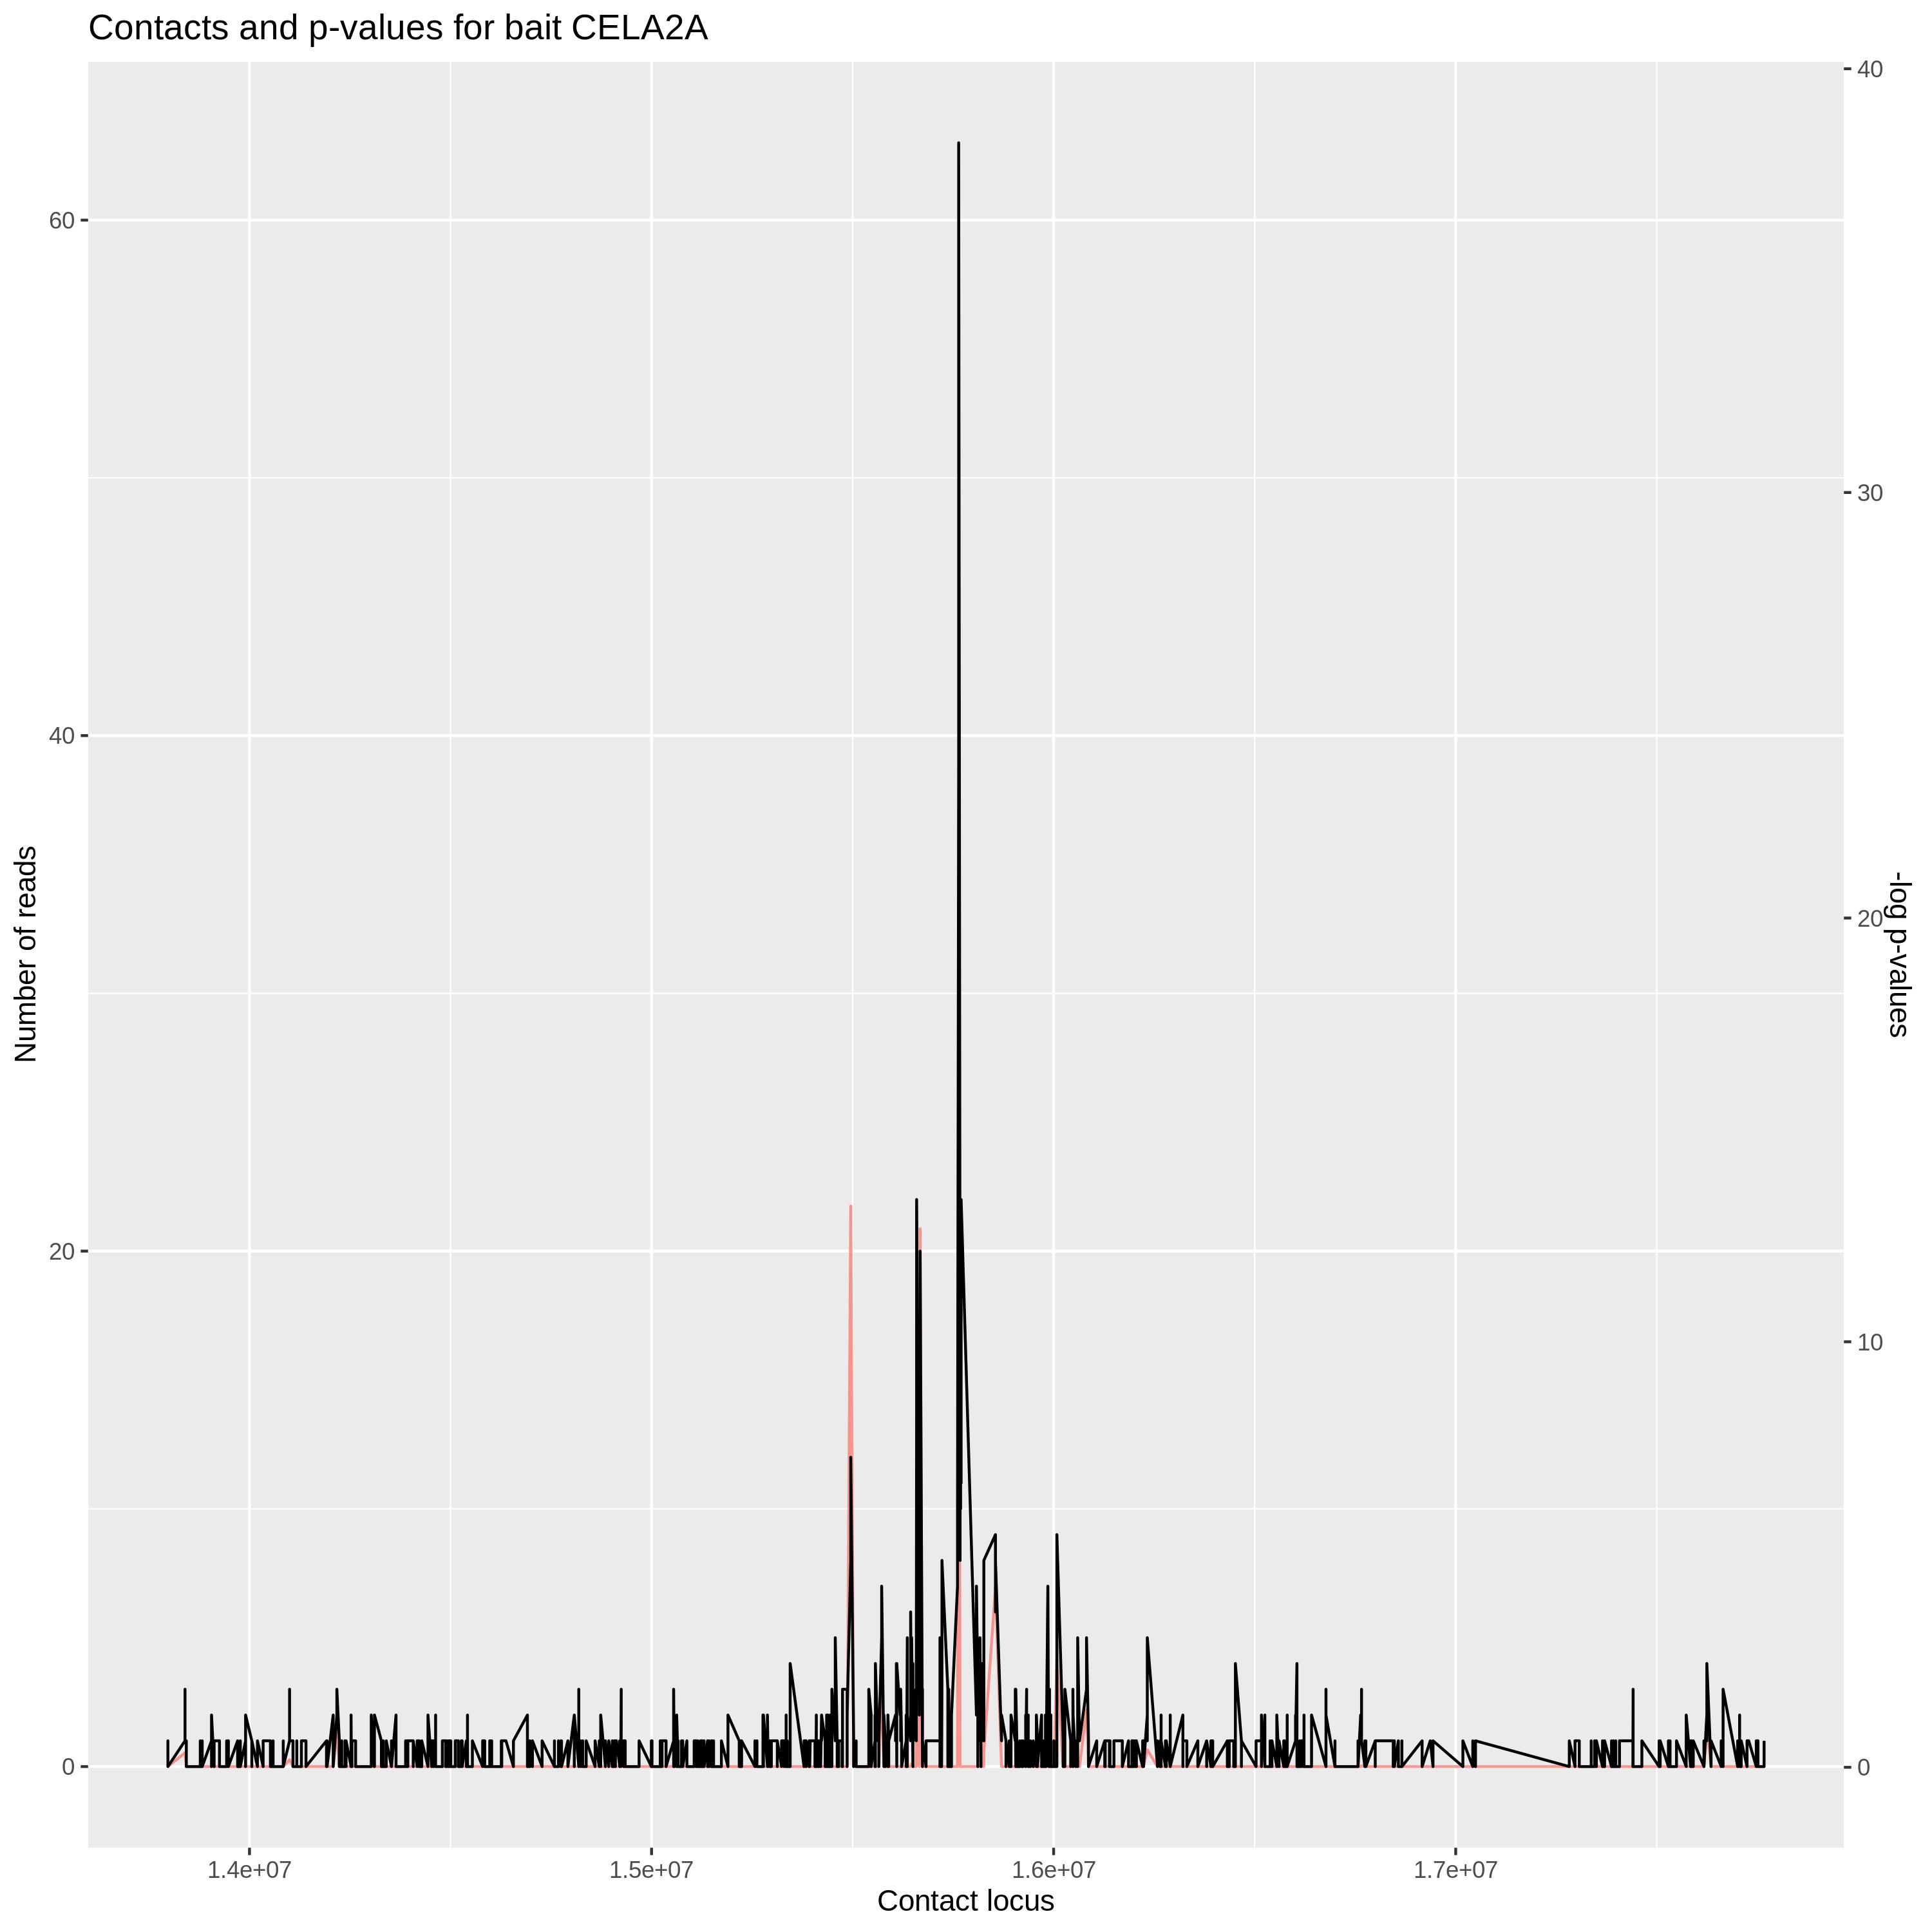 Contacts and p-values for bait CELA2A
60
40
20
0
Number of reads
40
30
20
10
0
-log p-values
1.4e+07 1.5e+07 1.6e+07 1.7e+07
Contact locus